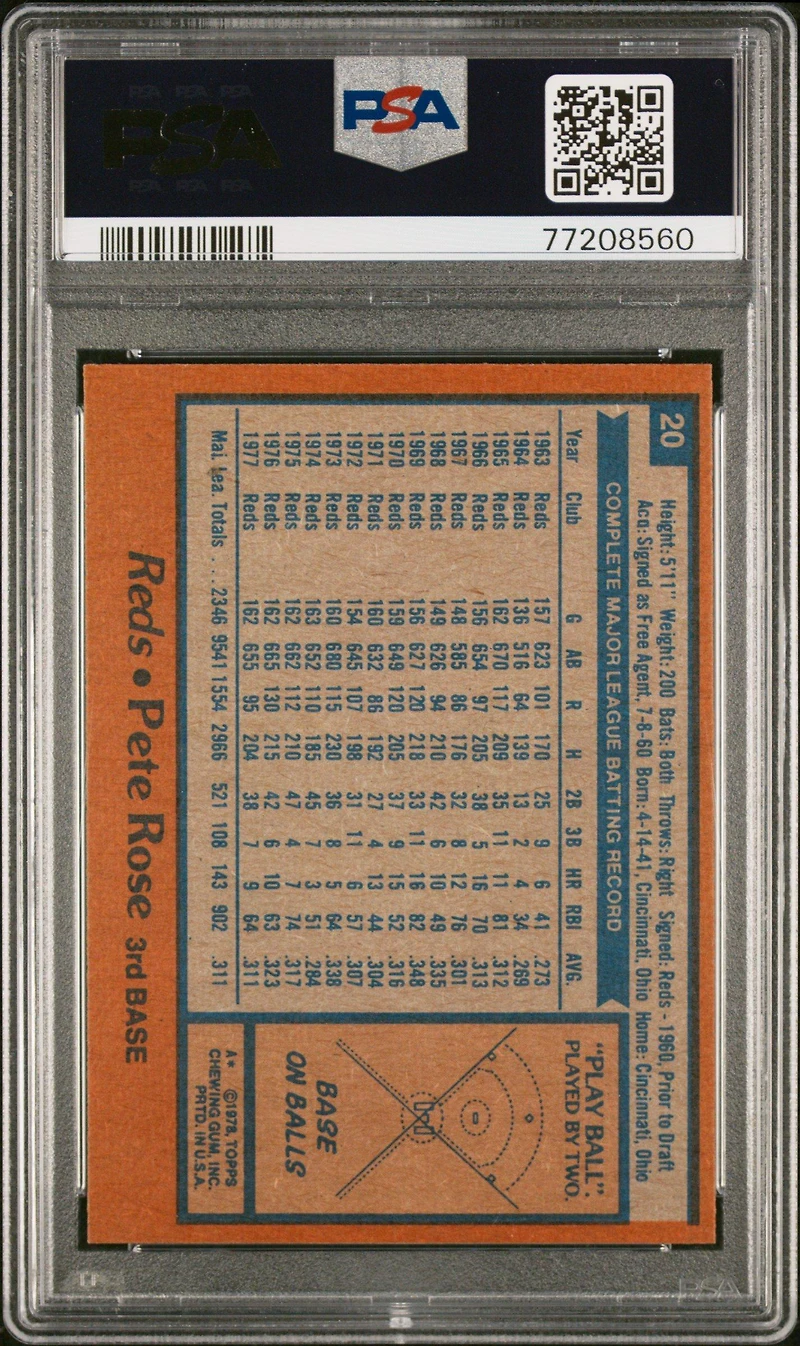 PSA
PSA PSA PSA
PSA
PSA PSA PSA
77208560
20
Height: 5'11" Weight: 200 Bats: Both Throws: Right Signed: Reds - 1960, Prior to Draft
Acq: Signed as Free Agent, 7-8-60 Born: 4-14-41, Cincinnati, Ohio Home: Cincinnati, Ohio
COMPLETE MAJOR LEAGUE BATTING RECORD
Year Club G AB R H 2B 3B HR RBI AVG.
1963 Reds 157 623 101 170 25 9 6 41 .273
1964 Reds 136 516 64 139 13 2 4 34 .269
1965 Reds 162 670 117 209 35 11 11 81 .312
1966 Reds 156 654 97 205 38 5 16 70 .313
1967 Reds 148 585 86 176 32 8 12 76 .301
1968 Reds 149 626 94 210 42 6 10 49 .335
1969 Reds 156 627 120 218 33 11 16 82 .348
1970 Reds 159 649 120 205 37 9 15 52 .316
1971 Reds 160 632 86 192 27 4 13 44 .304
1972 Reds 154 645 107 198 31 11 6 57 .307
1973 Reds 160 680 115 230 36 8 5 64 .338
1974 Reds 163 652 110 185 45 7 3 51 .284
1975 Reds 162 662 112 210 47 4 7 74 .317
1976 Reds 162 665 130 215 42 6 10 63 .323
1977 Reds 162 655 95 204 38 7 9 64 .311
Maj. Lea. Totals . . . 2346 9541 1554 2966 521 108 143 902 .311
"PLAY BALL".
PLAYED BY TWO.
BASE
ON BALLS
A* ©1978 TOPPS
CHEWING GUM, INC.
PRTD. IN U.S.A.
Reds • Pete Rose 3rd BASE
PSA